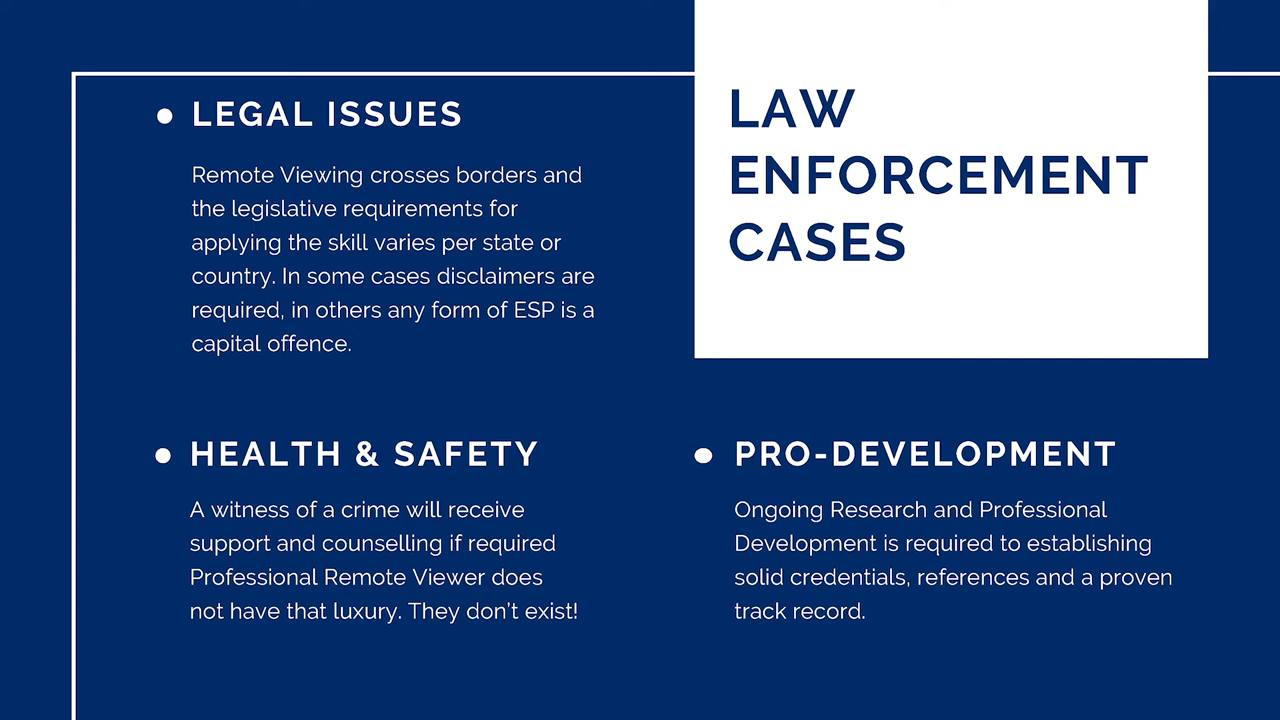 LAW
ENFORCEMENT
CASES
LEGAL ISSUES
Remote Viewing crosses borders and
the legislative requirements for
applying the skill varies per state or
country. In some cases disclaimers are
required, in others any form of ESP is a
capital offence.
HEALTH & SAFETY
A witness of a crime will receive
support and counselling if required
Professional Remote Viewer does
not have that luxury. They don't exist!
PRO-DEVELOPMENT
Ongoing Research and Professional
Development is required to establishing
solid credentials, references and a proven
track record.